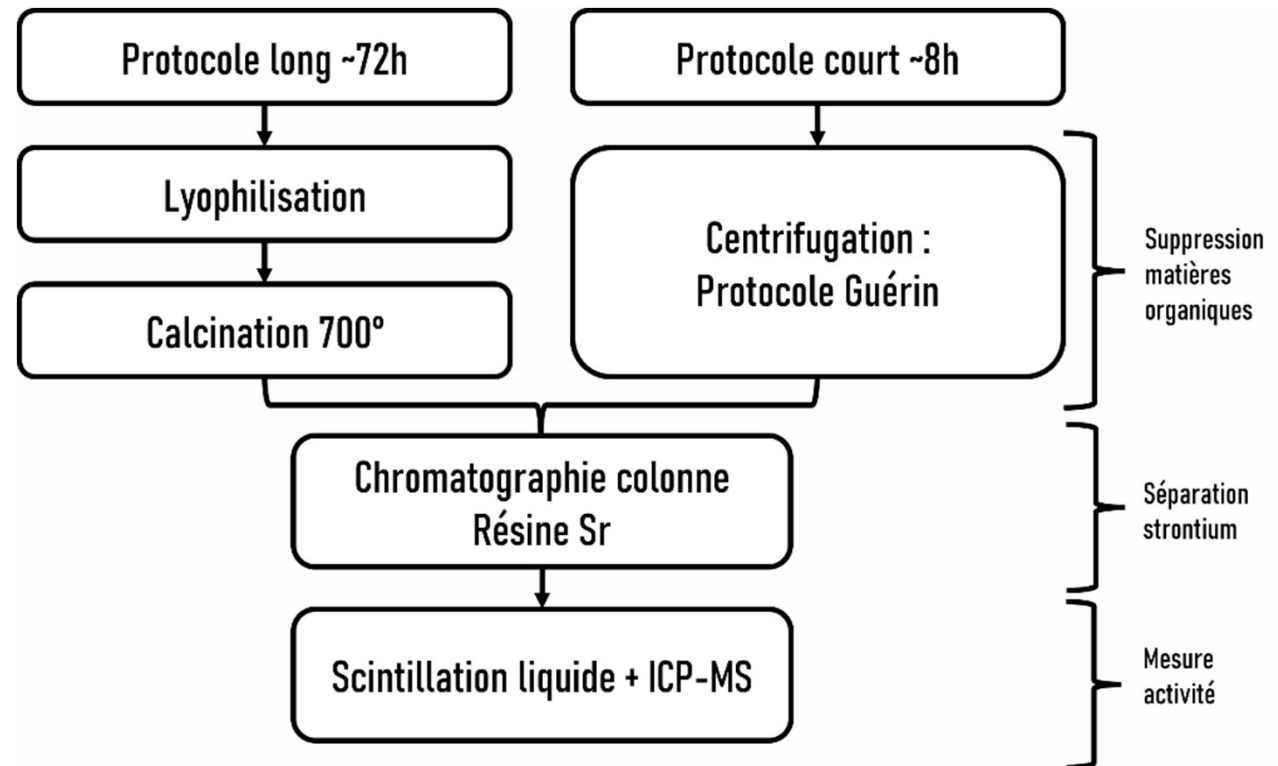 Protocole long ~72h
Protocole court ~8h
Lyophilisation
Calcination 700°
Centrifugation :
Protocole Guérin
Suppression
matières
organiques
Chromatographie colonne
Résine Sr
Séparation
strontium
Scintillation liquide + ICP-MS
Mesure
activité